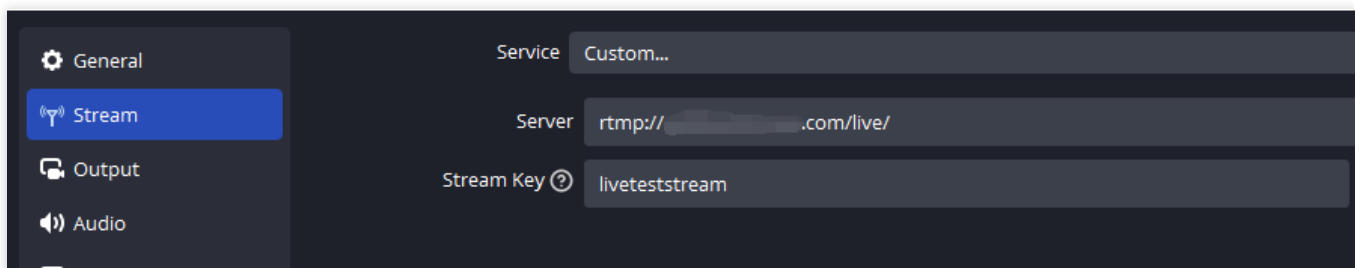 General
Stream
Output
Audio
Service Custom...
Server rtmp:// .com/live/
Stream Key liveteststream